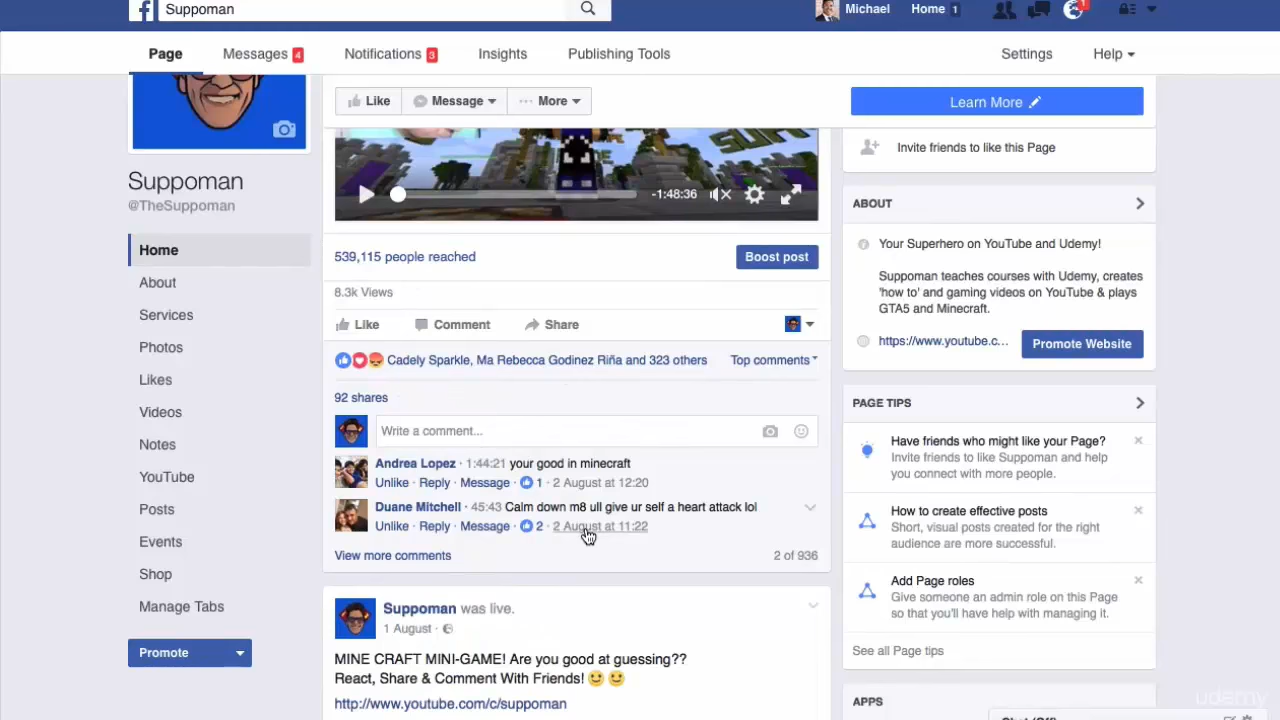 Suppoman
Michael
Home 1
1
Page
Messages 4
Notifications 3
Insights
Publishing Tools
Settings
Help
Like
Message
More
Learn More
-1:48:36
Suppoman
@TheSuppoman
Home
About
Services
Photos
Likes
Videos
Notes
YouTube
Posts
Events
Shop
Manage Tabs
Promote
539,115 people reached
Boost post
8.3k Views
Like
Comment
Share
Cadely Sparkle, Ma Rebecca Godinez Riña and 323 others
Top comments
92 shares
Write a comment...
Andrea Lopez · 1:44:21 your good in minecraft
Unlike · Reply · Message · 1 · 2 August at 12:20
Duane Mitchell · 45:43 Calm down m8 ull give ur self a heart attack lol
Unlike · Reply · Message · 2 · 2 August at 11:22
View more comments
2 of 936
Suppoman was live.
1 August ·
MINE CRAFT MINI-GAME! Are you good at guessing??
React, Share & Comment With Friends!
http://www.youtube.com/c/suppoman
Invite friends to like this Page
ABOUT
Your Superhero on YouTube and Udemy!
Suppoman teaches courses with Udemy, creates
'how to' and gaming videos on YouTube & plays
GTA5 and Minecraft.
https://www.youtube.c...
Promote Website
PAGE TIPS
Have friends who might like your Page?
Invite friends to like Suppoman and help
you connect with more people.
How to create effective posts
Short, visual posts created for the right
audience are more successful.
Add Page roles
Give someone an admin role on this Page
so that you'll have help with managing it.
See all Page tips
APPS
udemy